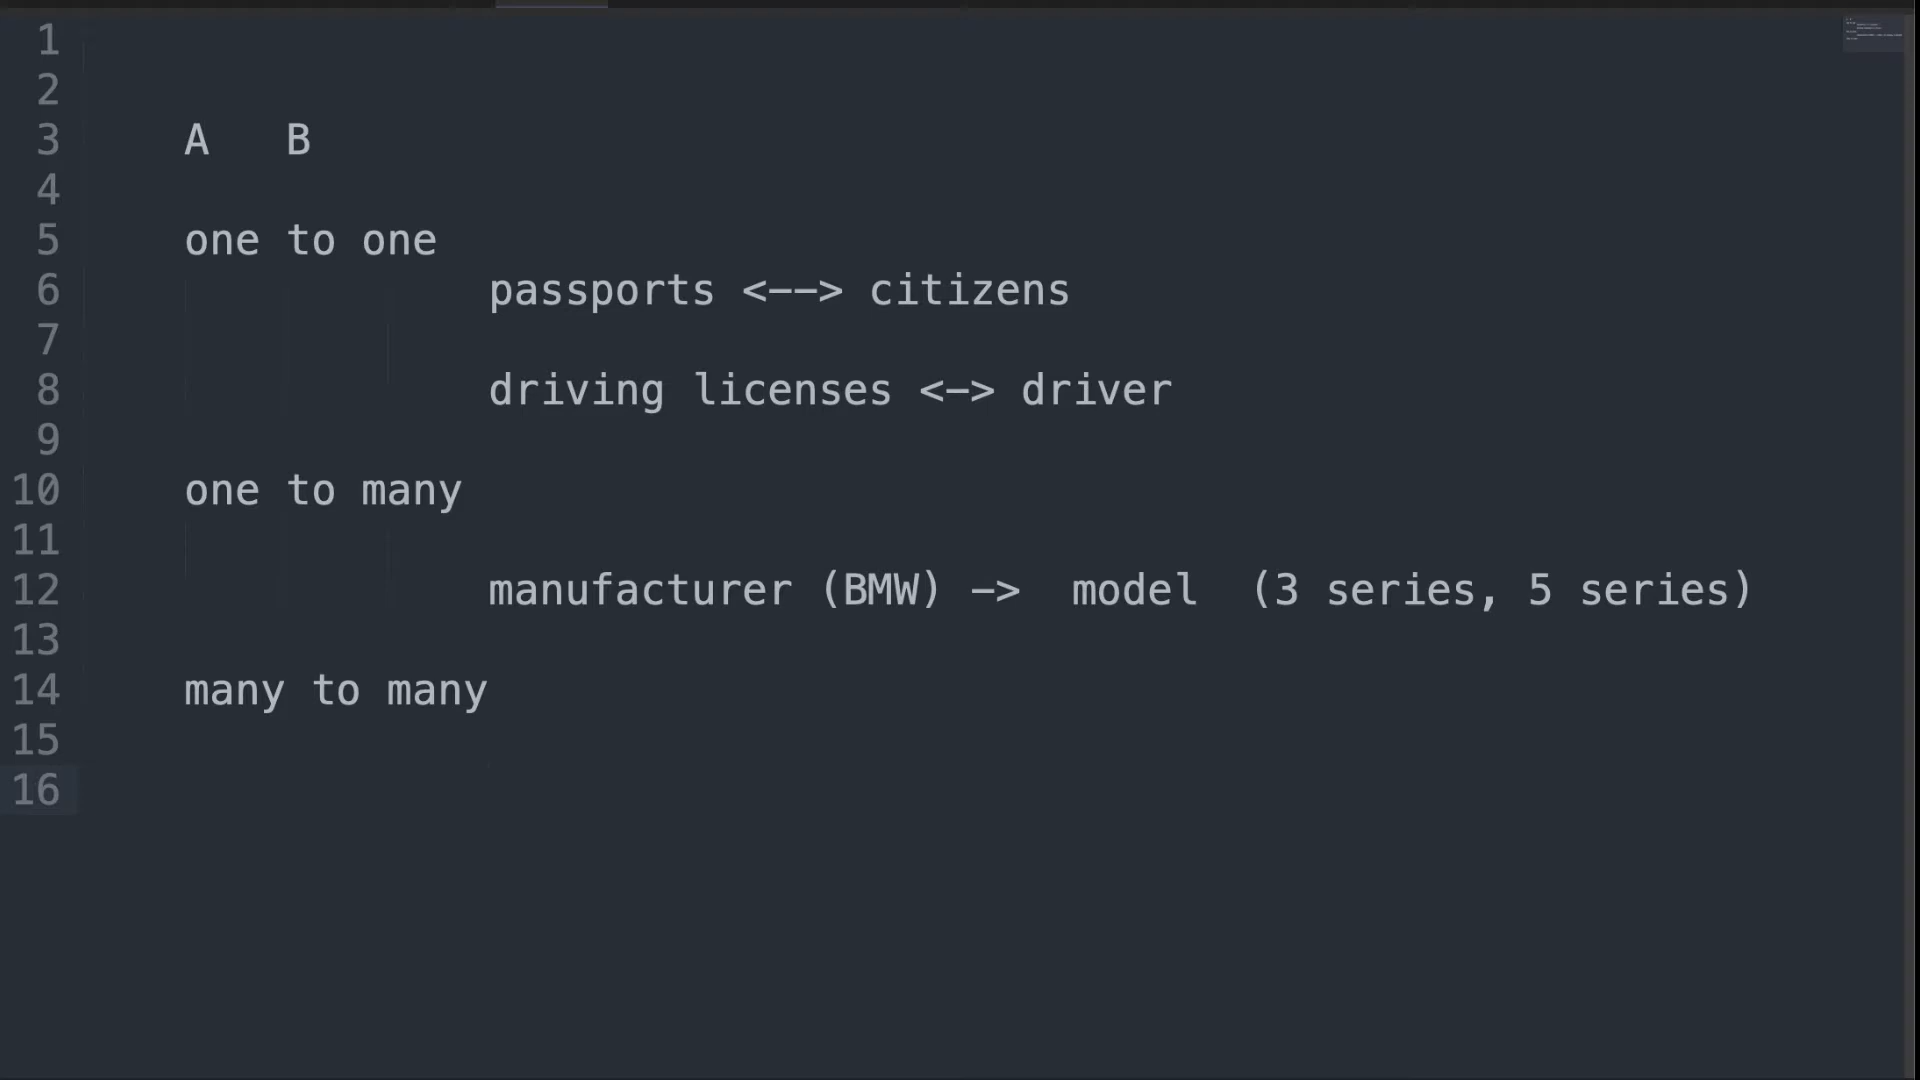 1
2
3 A B
4
5 one to one
6 passports <--> citizens
7
8 driving licenses <-> driver
9
10 one to many
11
12 manufacturer (BMW) -> model (3 series, 5 series)
13
14 many to many
15
16